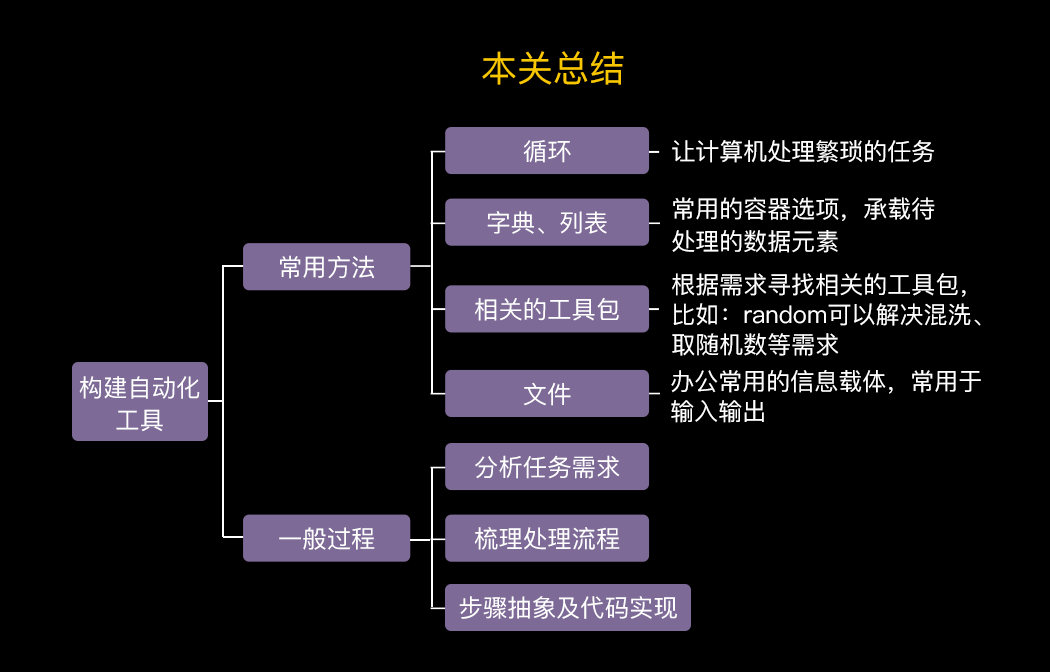 本关总结
循环
让计算机处理繁琐的任务
字典、列表
常用的容器选项，承载待
处理的数据元素
常用方法
相关的工具包
根据需求寻找相关的工具包，
比如：random可以解决混洗、
取随机数等需求
文件
办公常用的信息载体，常用于
输入输出
构建自动化
工具
分析任务需求
一般过程
梳理处理流程
步骤抽象及代码实现